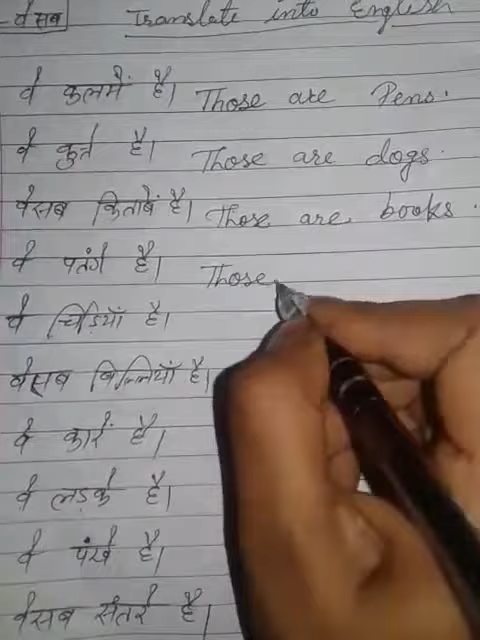 वे सब Translate into English
वे कलमें है। Those are Pens.
वे कुत्ते है। Those are dogs.
वेसब किताबें है। Those are books.
वे पतंगें है। Those
वे चिड़ियाँ है।
वेसब बिल्लियाँ है।
वे कारें है।
वे लड़के है।
वे पंखें है।
वेसब संतरे है।